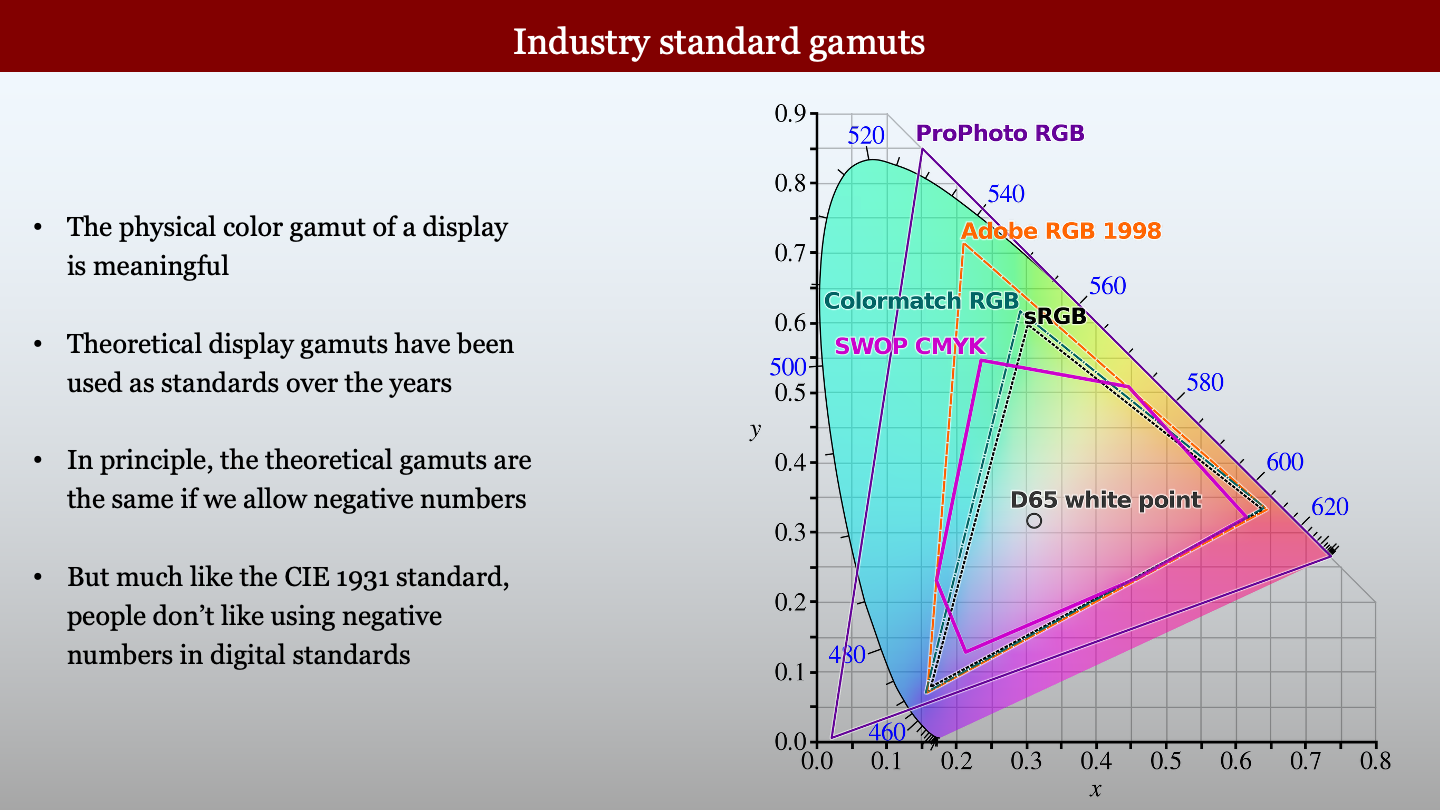 Industry standard gamuts
• The physical color gamut of a display
is meaningful
• Theoretical display gamuts have been
used as standards over the years
• In principle, the theoretical gamuts are
the same if we allow negative numbers
• But much like the CIE 1931 standard,
people don’t like using negative
numbers in digital standards
0.9
ProPhoto RGB
520
0.8
540
Adobe RGB 1998
0.7
560
Colormatch RGB
sRGB
0.6
SWOP CMYK
500
580
0.5
y
0.4
600
D65 white point
620
0.3
0.2
480
0.1
460
0.0
0.0 0.1 0.2 0.3 0.4 0.5 0.6 0.7 0.8
x